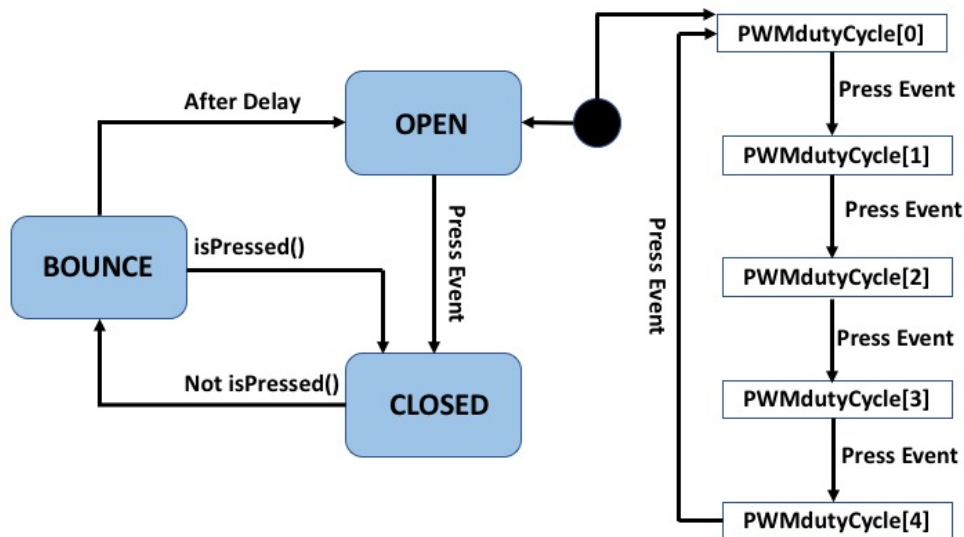 After Delay
OPEN
BOUNCE
isPressed()
Press Event
Not isPressed()
CLOSED
PWMdutyCycle[0]
Press Event
PWMdutyCycle[1]
Press Event
PWMdutyCycle[2]
Press Event
PWMdutyCycle[3]
Press Event
PWMdutyCycle[4]
Press Event